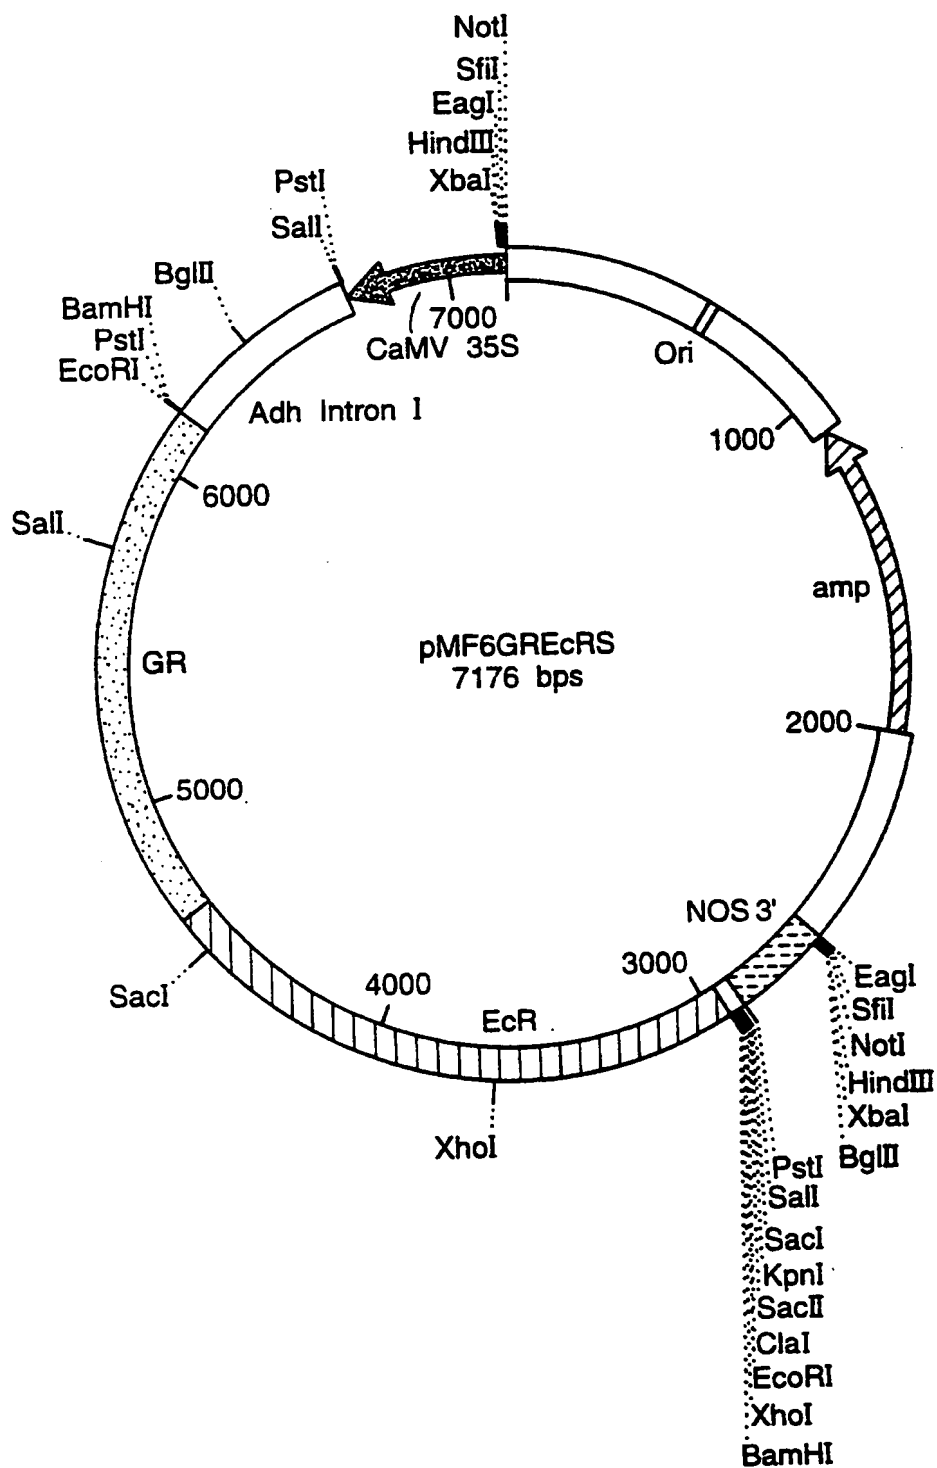 NotI
SfiI
EagI
HindIII
XbaI
PstI
SalI
BglII
BamHI
PstI
EcoRI
7000
CaMV 35S
Ori
Adh Intron I
1000
6000
SalI
amp
GR
pMF6GREcRS
7176 bps
2000
5000
NOS 3'
3000
SacI
4000
EcR
XhoI
EagI
SfiI
NotI
HindIII
XbaI
BglII
PstI
SalI
SacI
KpnI
SacII
ClaI
EcoRI
XhoI
BamHI